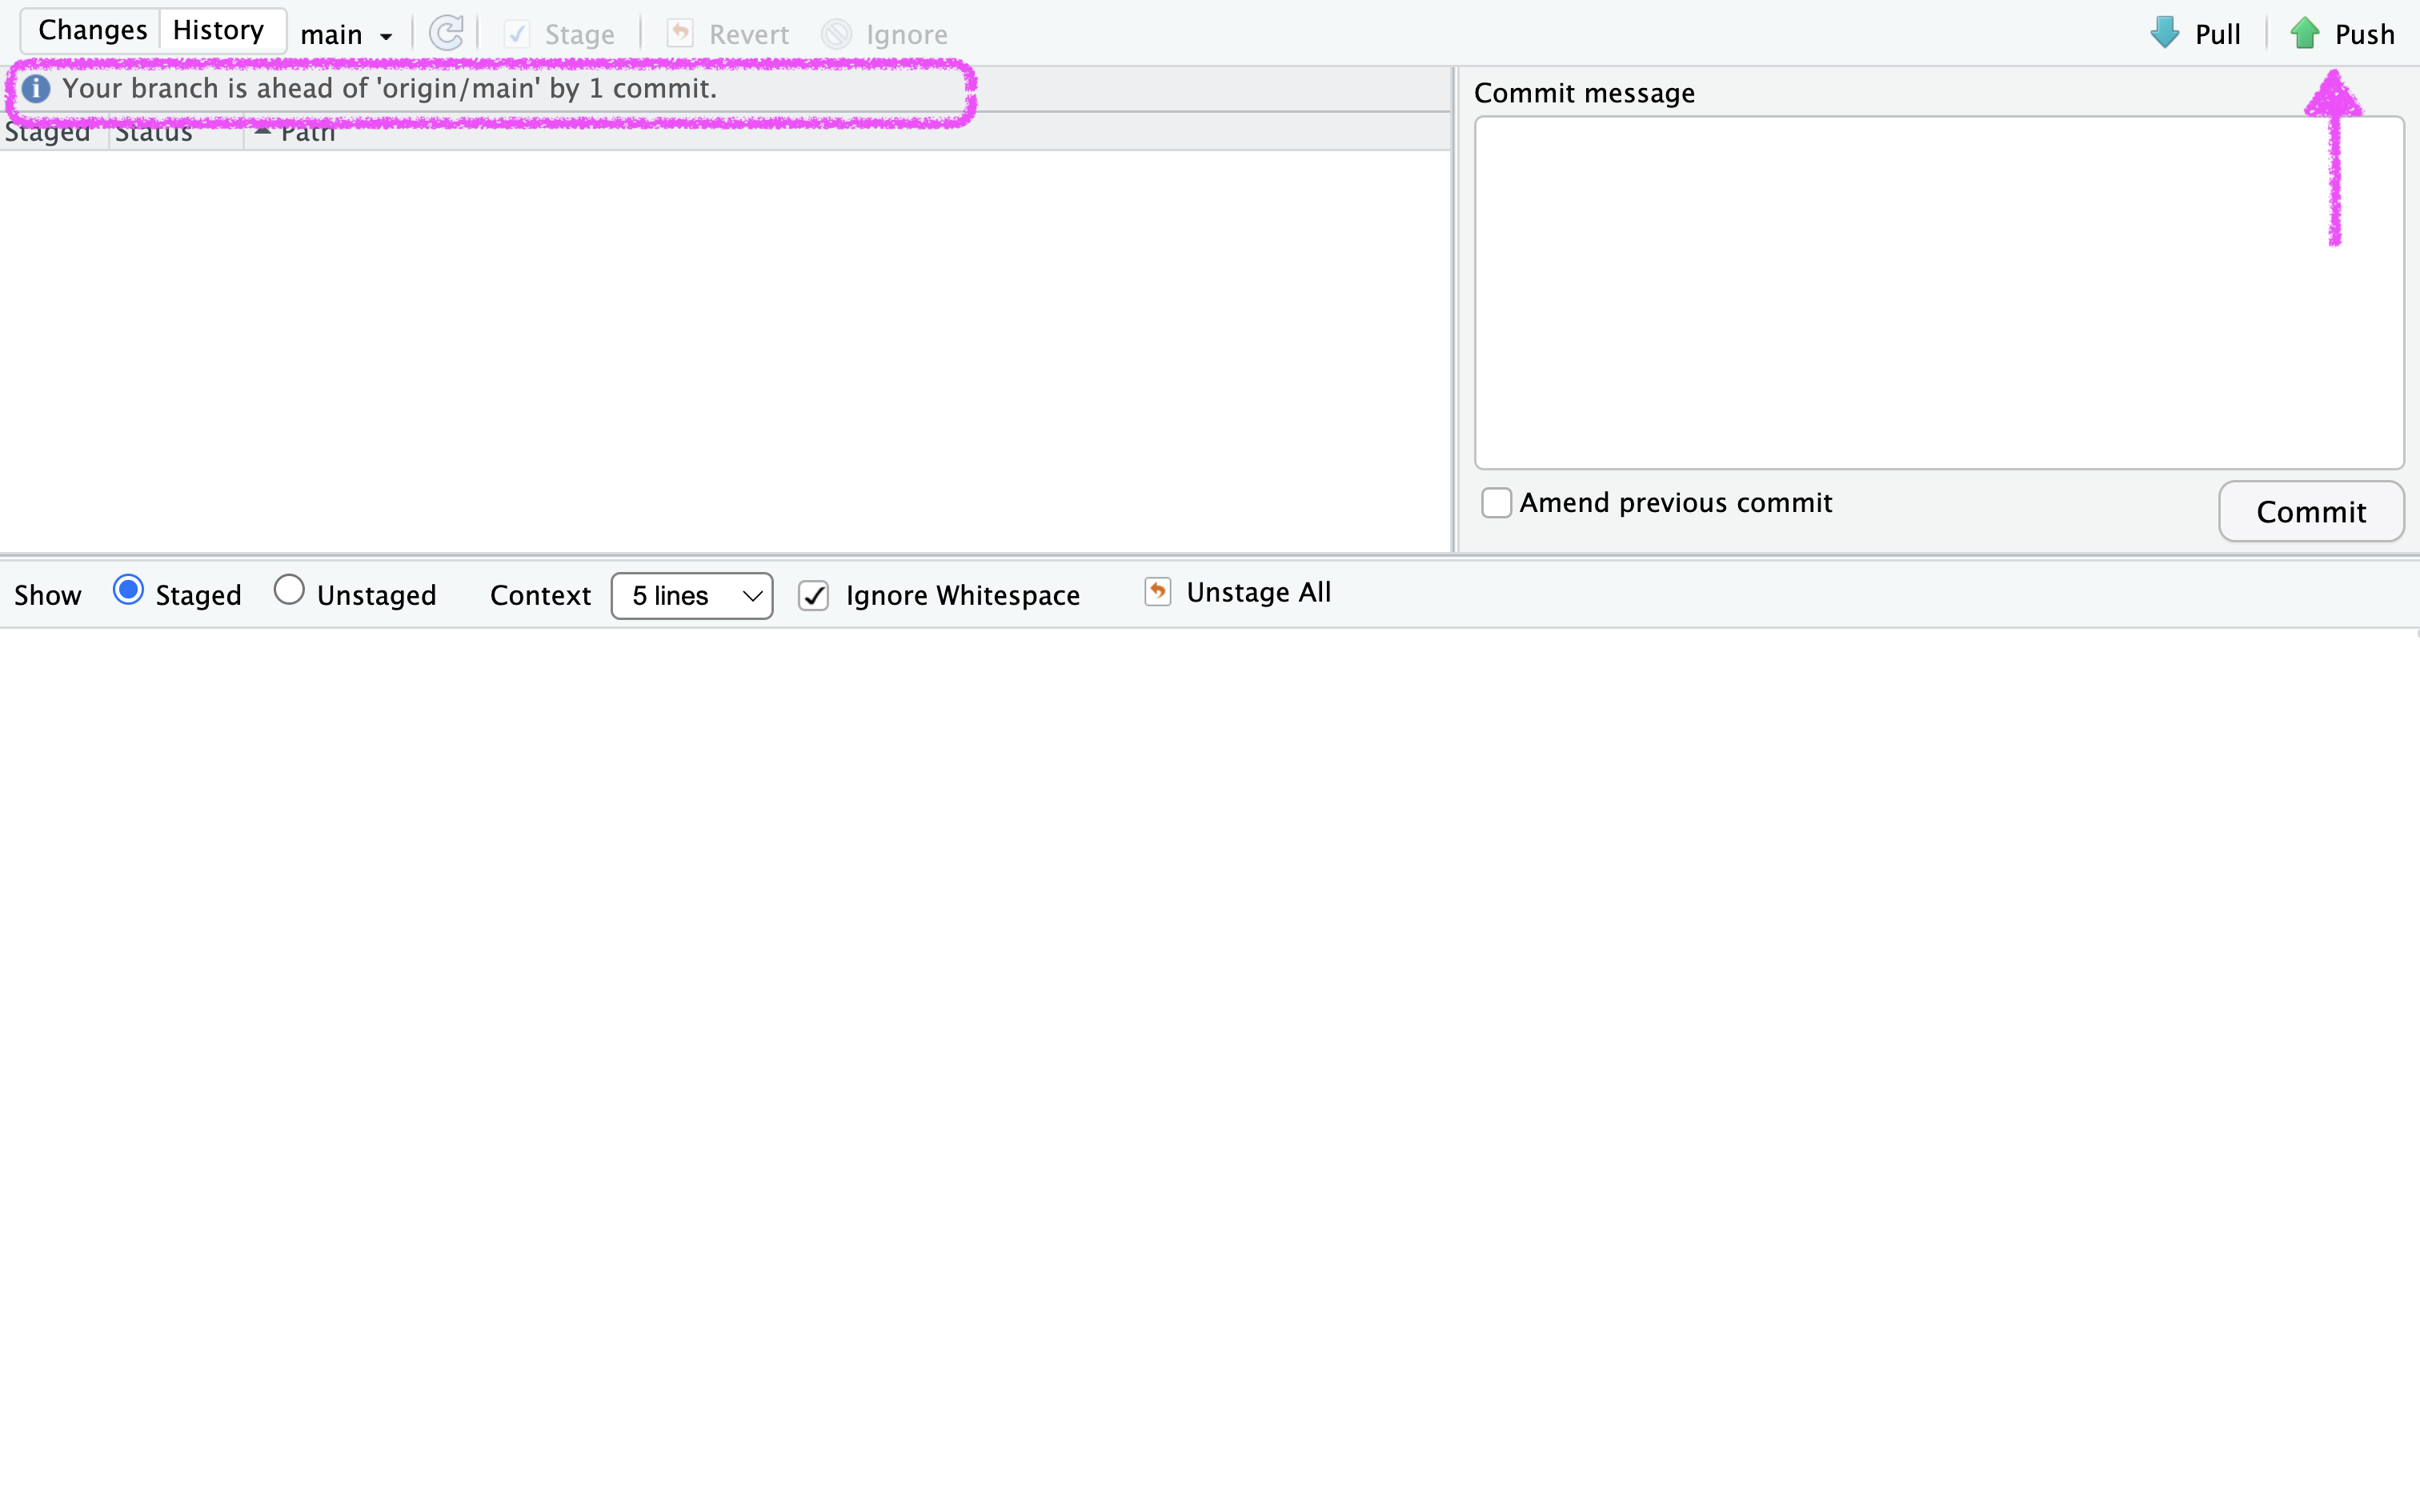 Changes History main Stage Revert Ignore Pull Push
Your branch is ahead of 'origin/main' by 1 commit.
Staged Status Path
Commit message
Amend previous commit
Commit
Show Staged Unstaged Context 5 lines Ignore Whitespace Unstage All